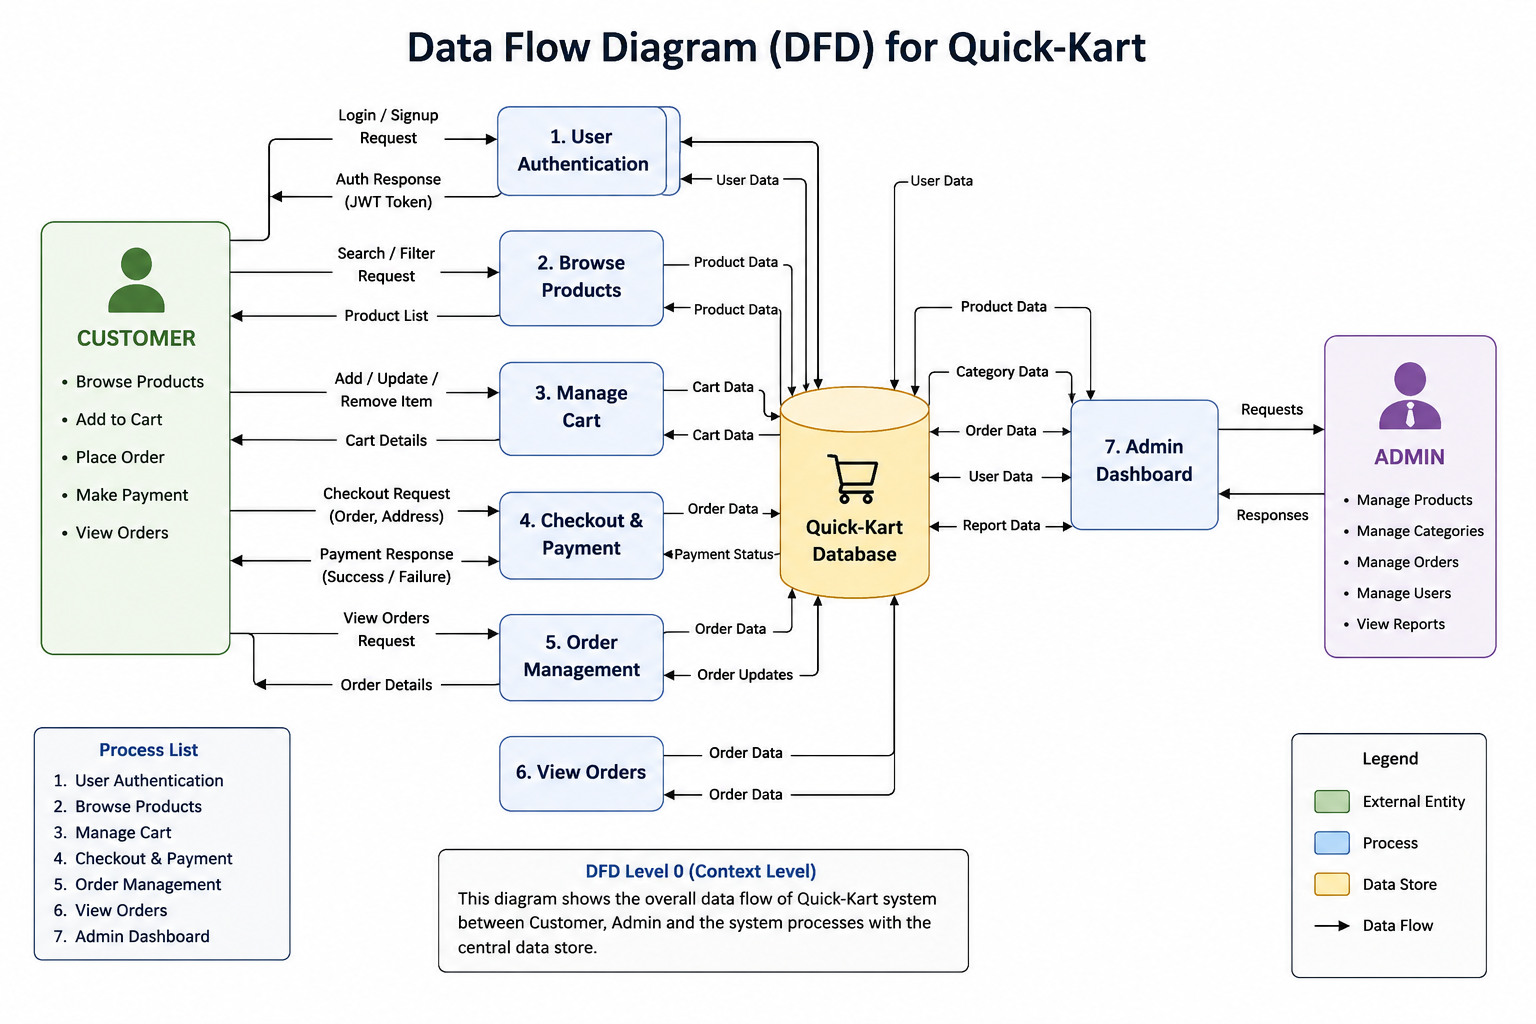 Data Flow Diagram (DFD) for Quick-Kart
Login / Signup
Request
Auth Response
(JWT Token)
1. User
Authentication
User Data
User Data
CUSTOMER
• Browse Products
• Add to Cart
• Place Order
• Make Payment
• View Orders
Search / Filter
Request
Product List
2. Browse
Products
Product Data
Product Data
Add / Update /
Remove Item
Cart Details
3. Manage
Cart
Cart Data
Cart Data
Checkout Request
(Order, Address)
Payment Response
(Success / Failure)
4. Checkout &
Payment
Order Data
Payment Status
View Orders
Request
Order Details
5. Order
Management
Order Data
Order Updates
6. View Orders
Order Data
Order Data
Quick-Kart
Database
Product Data
Category Data
Order Data
User Data
Report Data
7. Admin
Dashboard
Requests
Responses
ADMIN
• Manage Products
• Manage Categories
• Manage Orders
• Manage Users
• View Reports
Process List
1. User Authentication
2. Browse Products
3. Manage Cart
4. Checkout & Payment
5. Order Management
6. View Orders
7. Admin Dashboard
DFD Level 0 (Context Level)
This diagram shows the overall data flow of Quick-Kart system
between Customer, Admin and the system processes with the
central data store.
Legend
External Entity
Process
Data Store
Data Flow